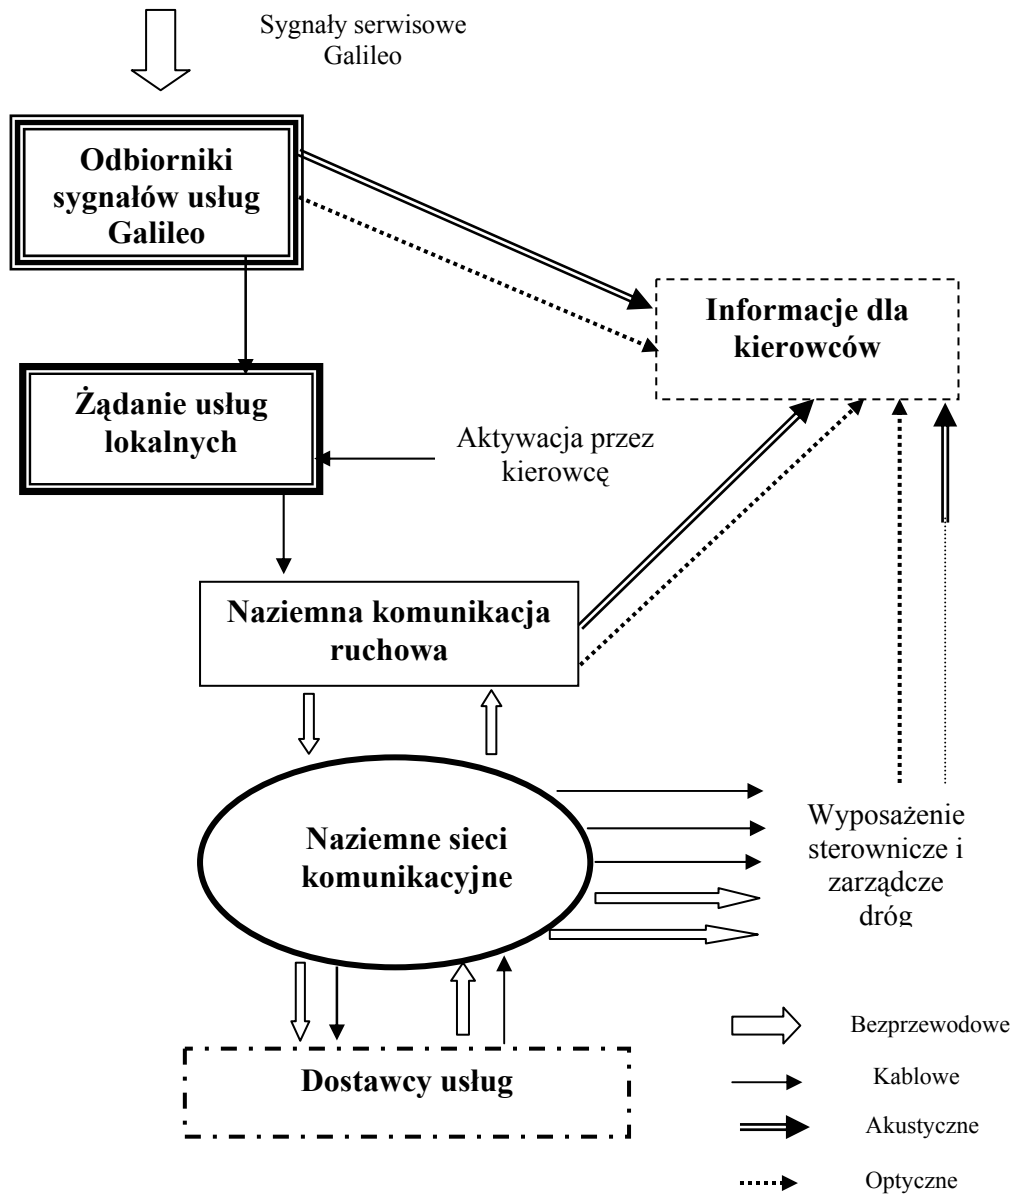 Sygnały serwisowe
Galileo
Odbiorniki
sygnałów usług
Galileo
Informacje dla
kierowców
Żądanie usług
lokalnych
Aktywacja przez
kierowcę
Naziemna komunikacja
ruchowa
Naziemne sieci
komunikacyjne
Wyposażenie
sterownicze i
zarządcze
dróg
Dostawcy usług
Bezprzewodowe
Kablowe
Akustyczne
Optyczne